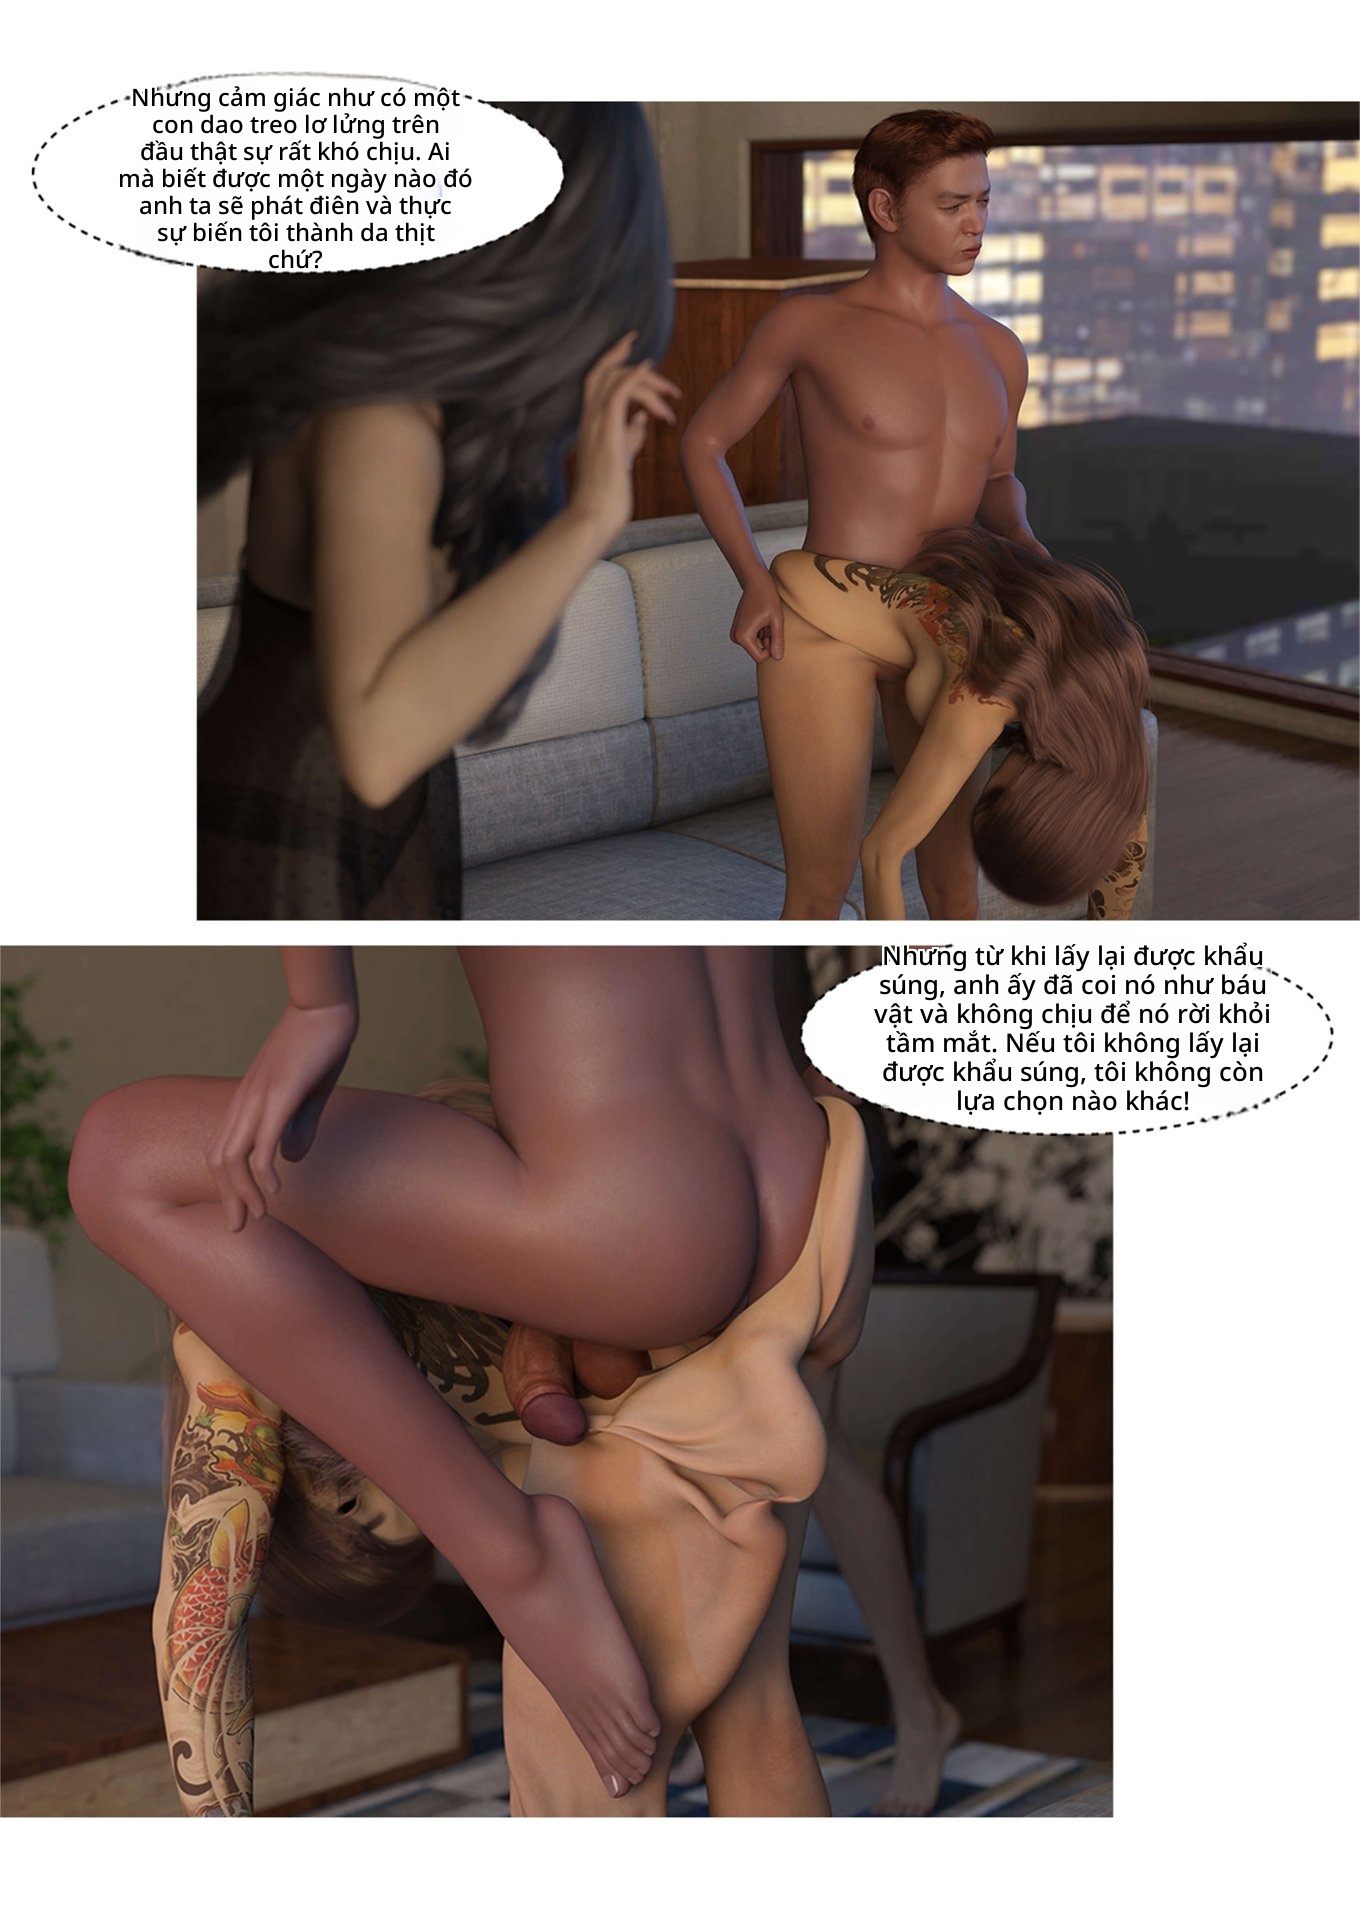 Nhưng cảm giác như có một
con dao treo lơ lửng trên
đầu thật sự rất khó chịu. Ai
mà biết được một ngày nào đó
anh ta sẽ phát điên và thực
sự biến tôi thành da thịt
chứ?
Nhưng từ khi lấy lại được khẩu
súng, anh ấy đã coi nó như báu
vật và không chịu để nó rời khỏi
tầm mắt. Nếu tôi không lấy lại
được khẩu súng, tôi không còn
lựa chọn nào khác!